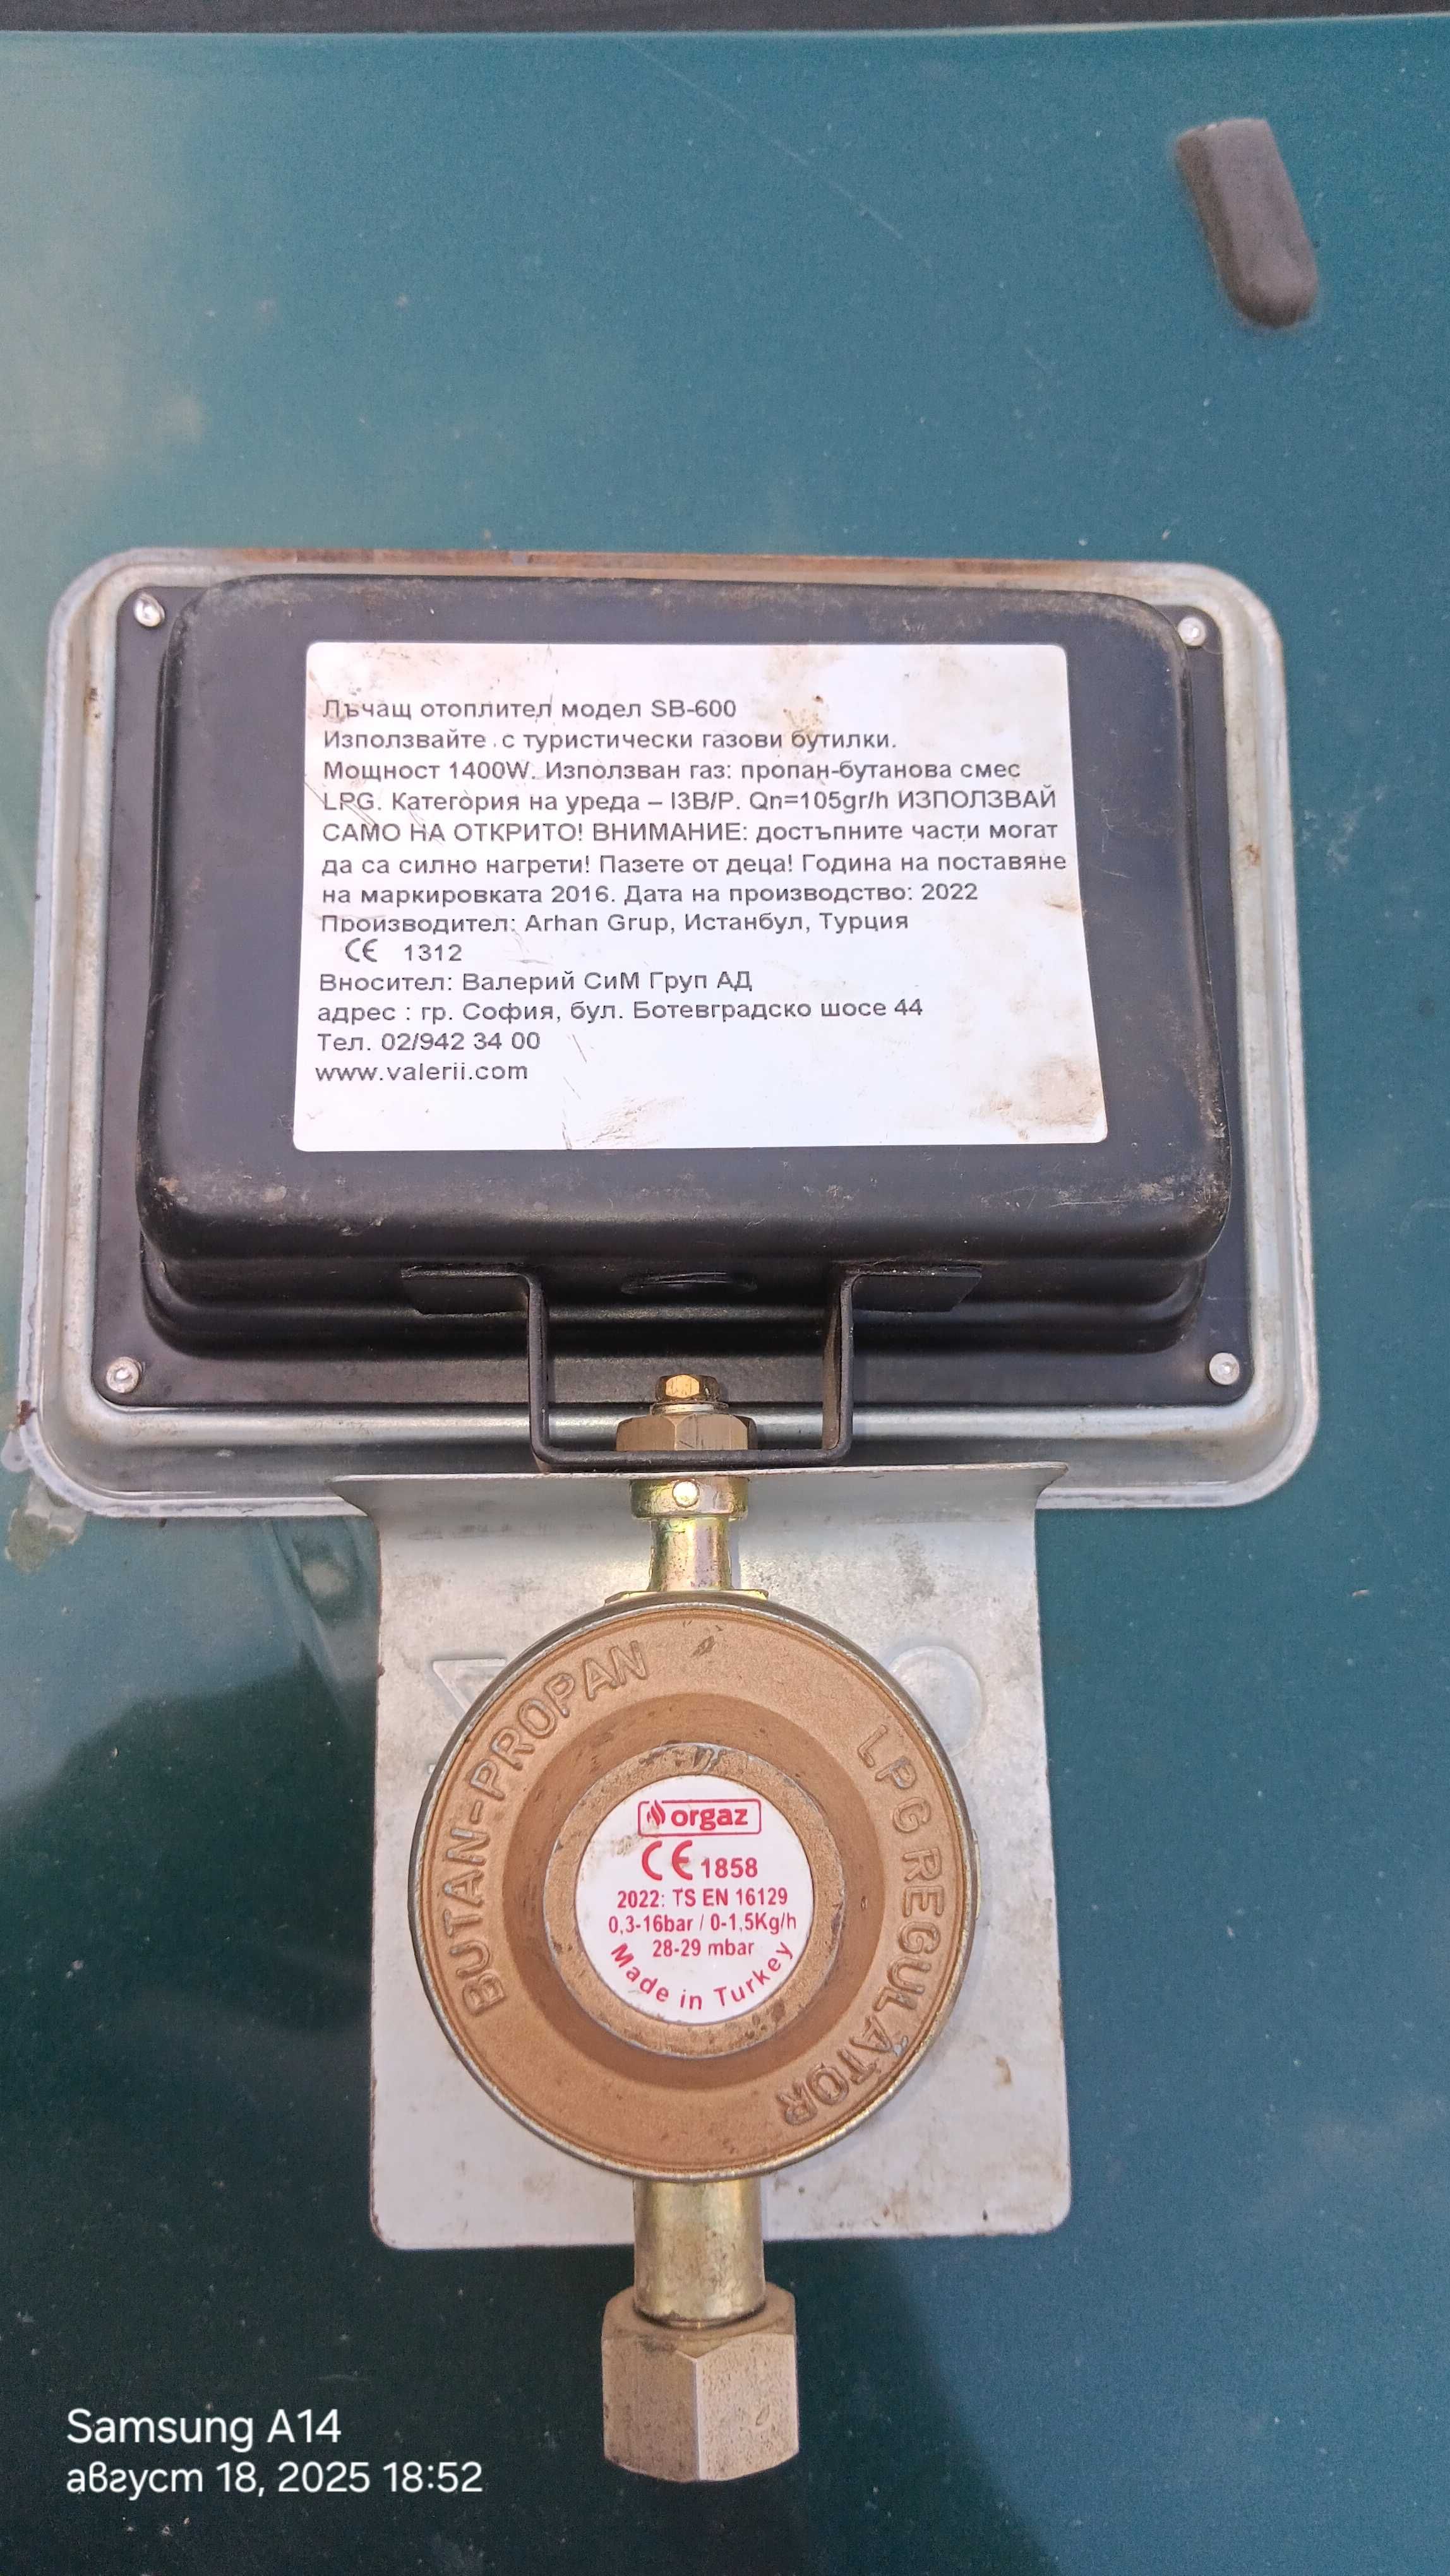 Лъчащ отоплител модел SB-600
Използвайте с туристически газови бутилки.
Мощност 1400W. Използван газ: пропан-бутанова смес
LPG. Категория на уреда – I3B/P. Qn=105gr/h ИЗПОЛЗВАЙ
САМО НА ОТКРИТО! ВНИМАНИЕ: достъпните части могат
да са силно нагрети! Пазете от деца! Година на поставяне
на маркировката 2016. Дата на производство: 2022
Производител: Arhan Grup, Истанбул, Турция
CE 1312
Вносител: Валерий СиМ Груп АД
адрес : гр. София, бул. Ботевградско шосе 44
Тел. 02/942 34 00
www.valerii.com
BUTAN-PROPAN
LPG REGULATOR
orgaz
CE 1858
2022: TS EN 16129
0,3-16bar / 0-1,5Kg/h
28-29 mbar
Made in Turkey
Samsung A14
август 18, 2025 18:52